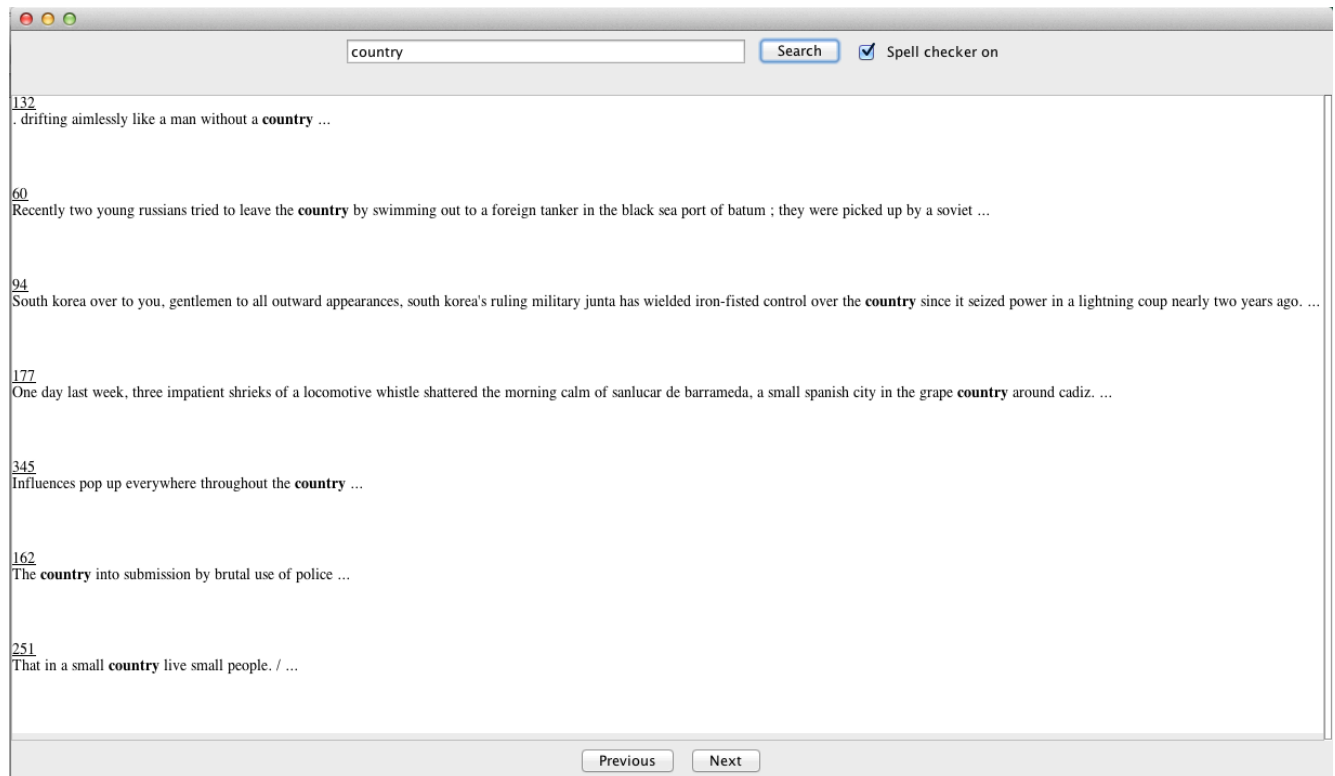 country Search Spell checker on
132
. drifting aimlessly like a man without a country ...
60
Recently two young russians tried to leave the country by swimming out to a foreign tanker in the black sea port of batum ; they were picked up by a soviet ...
94
South korea over to you, gentlemen to all outward appearances, south korea's ruling military junta has wielded iron-fisted control over the country since it seized power in a lightning coup nearly two years ago. ...
177
One day last week, three impatient shrieks of a locomotive whistle shattered the morning calm of sanlucar de barrameda, a small spanish city in the grape country around cadiz. ...
345
Influences pop up everywhere throughout the country ...
162
The country into submission by brutal use of police ...
251
That in a small country live small people. / ...
Previous Next